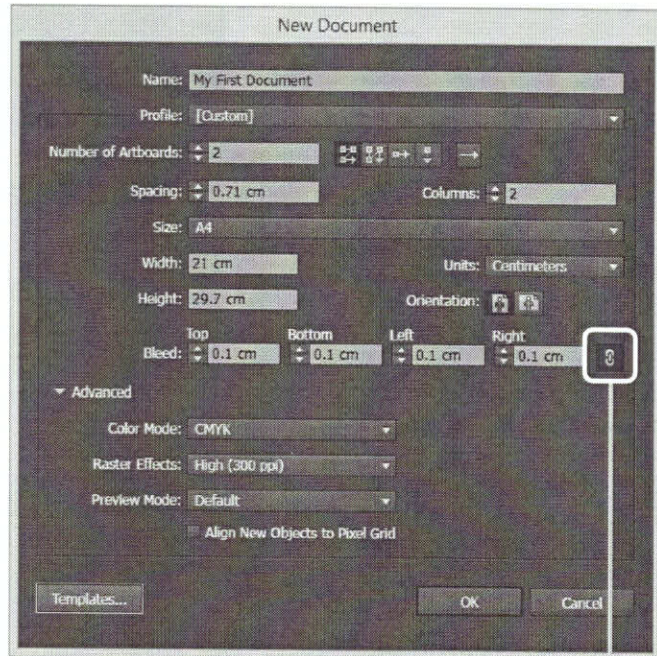 New Document
Name: My First Document
Profile: [Custom]
Number of Artboards: 2
Spacing: 0.71 cm Columns: 2
Size: A4
Width: 21 cm Units: Centimeters
Height: 29.7 cm Orientation:
Top Bottom Left Right
Bleed: 0.1 cm 0.1 cm 0.1 cm 0.1 cm
Advanced
Color Mode: CMYK
Raster Effects: High (300 ppi)
Preview Mode: Default
Align New Objects to Pixel Grid
Templates... OK Cancel